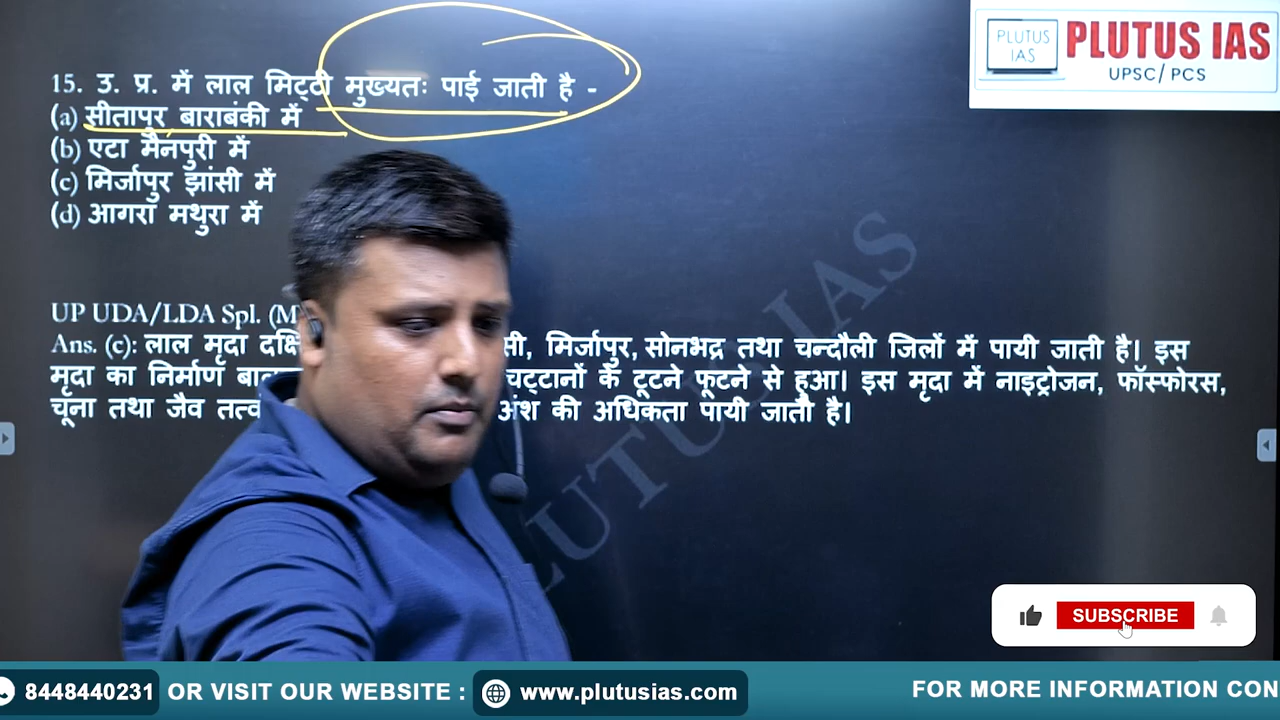 PLUTUS IAS
PLUTUS IAS
UPSC/ PCS
15. उ. प्र. में लाल मिट्टी मुख्यतः पाई जाती है -
(a) सीतापुर बाराबंकी में
(b) एटा मैनपुरी में
(c) मिर्जापुर झांसी में
(d) आगरा मथुरा में
UP UDA/LDA Spl. (M
Ans. (c): लाल मृदा दक्षि सी, मिर्जापुर, सोनभद्र तथा चन्दौली जिलों में पायी जाती है। इस
मृदा का निर्माण चट्टानों के टूटने फूटने से हुआ। इस मृदा में नाइट्रोजन, फॉस्फोरस,
चूना तथा जैव तत्व अंश की अधिकता पायी जाती है।
PLUTUS IAS
SUBSCRIBE
8448440231 OR VISIT OUR WEBSITE : www.plutusias.com FOR MORE INFORMATION CON